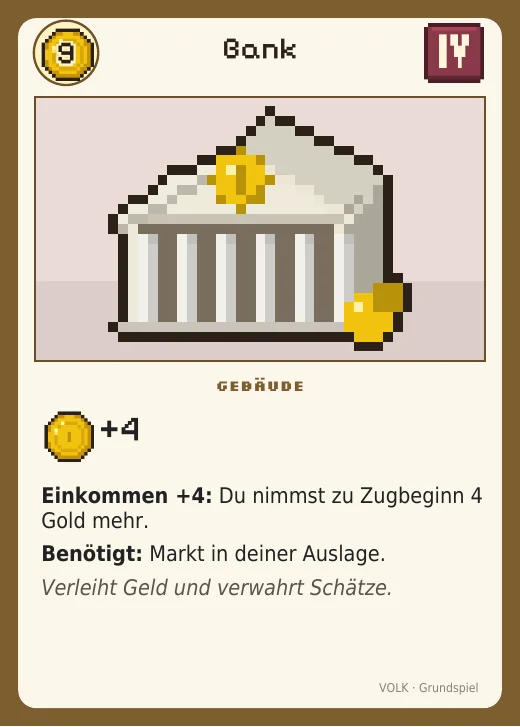 9
Bank
IV
GEBÄUDE
+4
Einkommen +4: Du nimmst zu Zugbeginn 4
Gold mehr.
Benötigt: Markt in deiner Auslage.
Verleiht Geld und verwahrt Schätze.
VOLK · Grundspiel